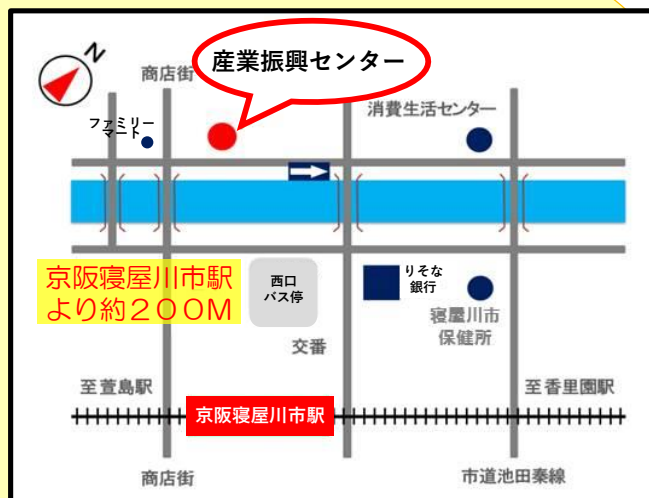 N
商店街
産業振興センター
ファミリー
マート
消費生活センター
京阪寝屋川市駅
より約200M
西口
バス停
りそな
銀行
寝屋川市
保健所
交番
至萱島駅
至香里園駅
京阪寝屋川市駅
商店街
市道池田秦線